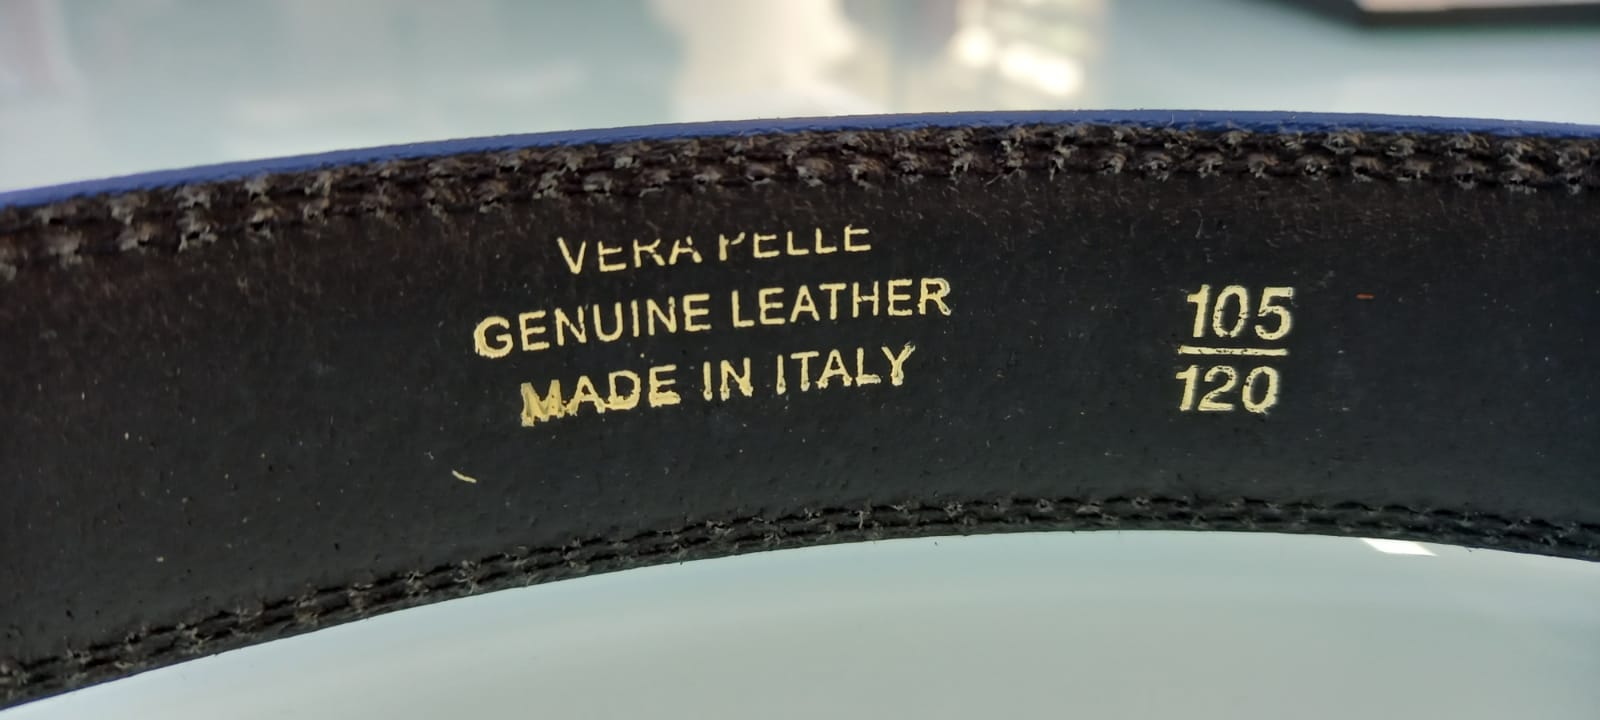 VERA PELLE
GENUINE LEATHER
MADE IN ITALY
105
120